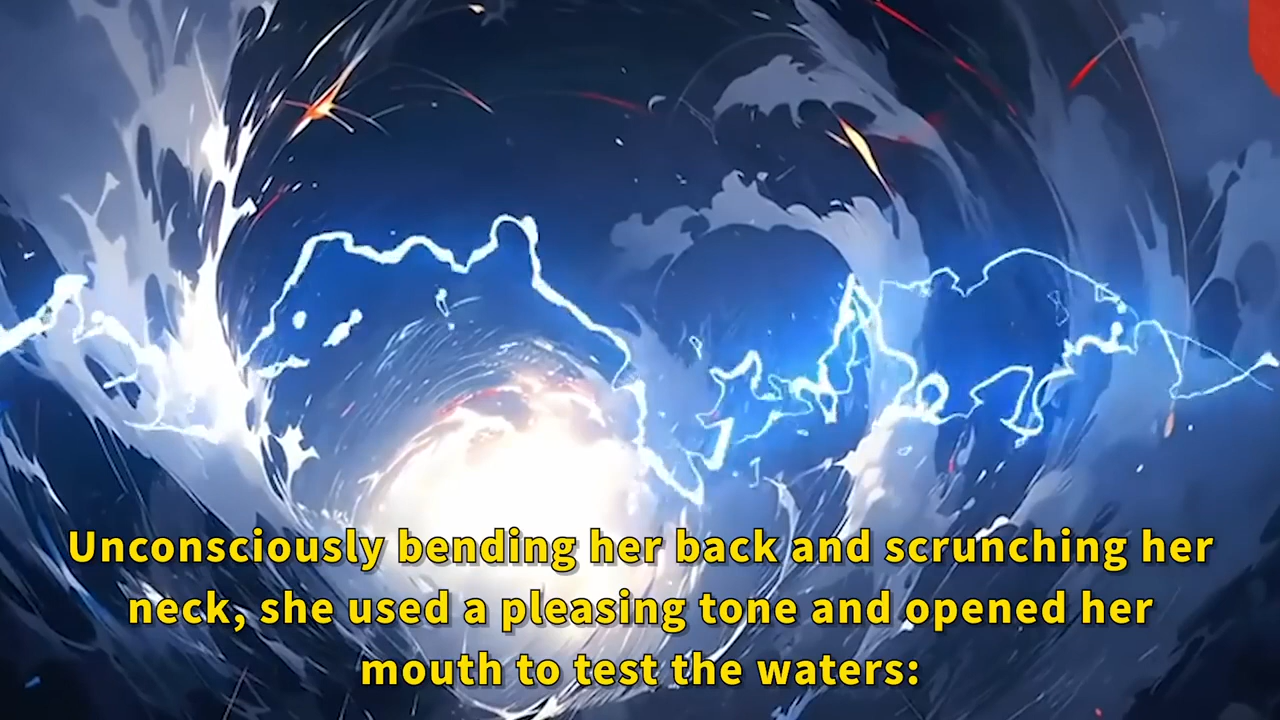 Unconsciously bending her back and scrunching her
neck, she used a pleasing tone and opened her
mouth to test the waters: